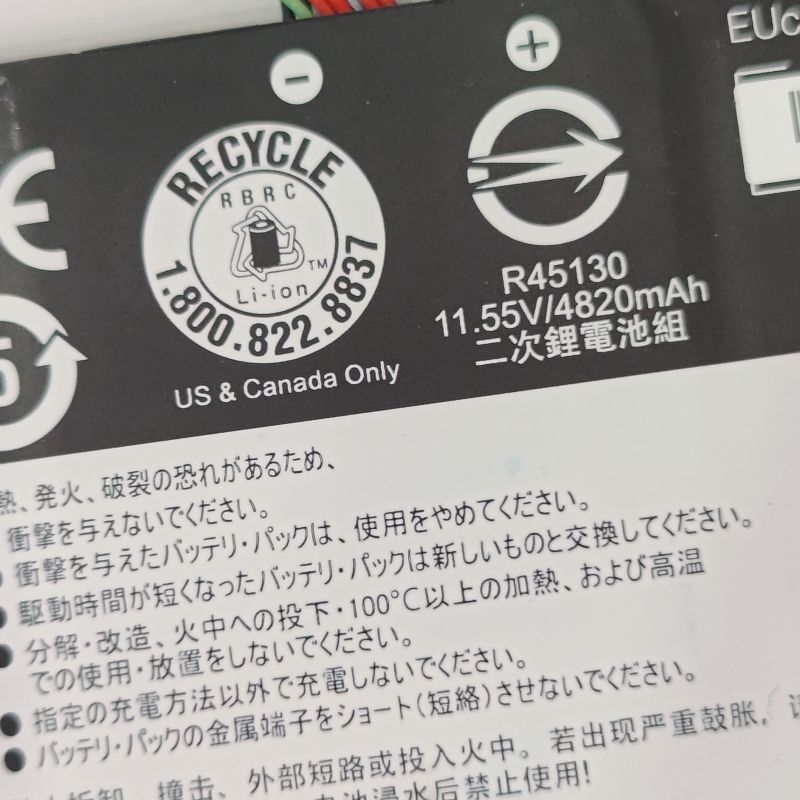 EUc
RECYCLE
RBRC
Li-ion
TM
1.800.822.8837
US & Canada Only
R45130
11.55V/4820mAh
二次鋰電池組
熱、発火、破裂の恐れがあるため、
衝撃を与えないでください。
衝撃を与えたバッテリ・パックは、使用をやめてください。
駆動時間が短くなったバッテリ・パックは新しいものと交換してください。
分解・改造、火中への投下・100℃以上の加熱、および高温
での使用・放置をしないでください。
指定の充電方法以外で充電しないでください。
バッテリ・パックの金属端子をショート(短絡)させないでください。
拆卸、撞击、外部短路或投入火中。若出现严重鼓胀,
电池浸水后禁止使用!